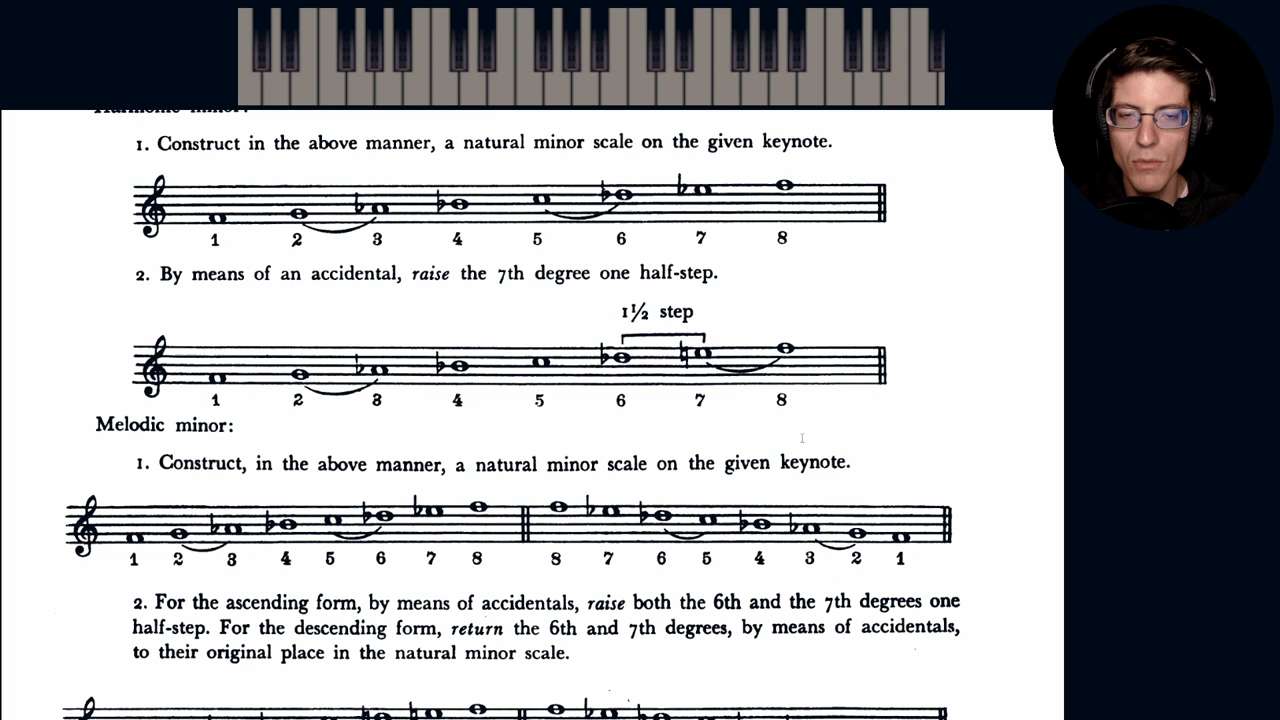 Harmonic minor:
1. Construct in the above manner, a natural minor scale on the given keynote.
1 2 3 4 5 6 7 8
2. By means of an accidental, raise the 7th degree one half-step.
1½ step
1 2 3 4 5 6 7 8
Melodic minor:
1. Construct, in the above manner, a natural minor scale on the given keynote.
1 2 3 4 5 6 7 8 8 7 6 5 4 3 2 1
2. For the ascending form, by means of accidentals, raise both the 6th and the 7th degrees one
half-step. For the descending form, return the 6th and 7th degrees, by means of accidentals,
to their original place in the natural minor scale.